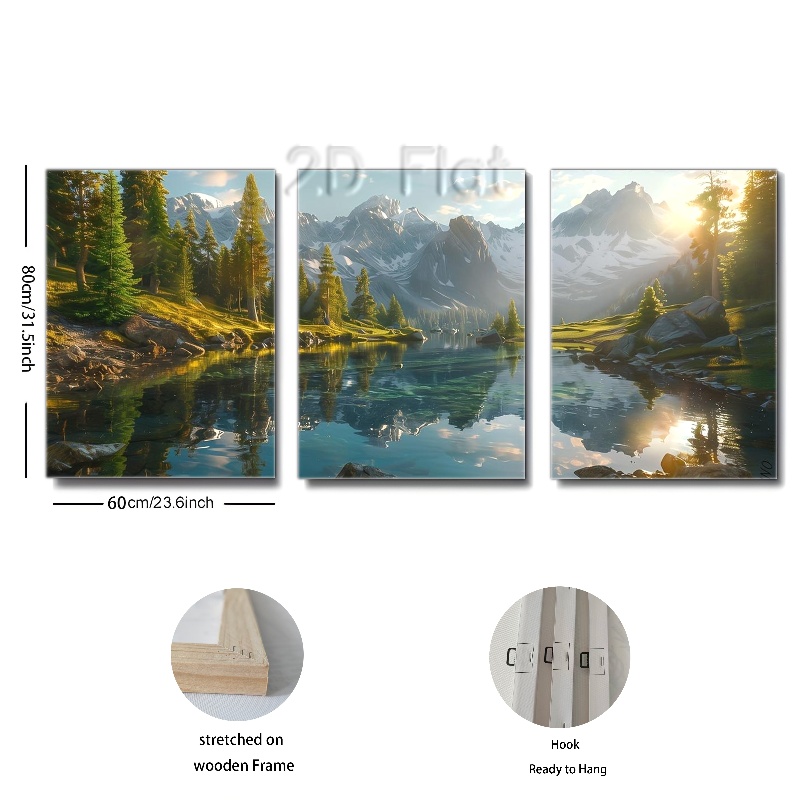 2D Flat
80cm/31.5inch
60cm/23.6inch
stretched on
wooden Frame
Hook
Ready to Hang